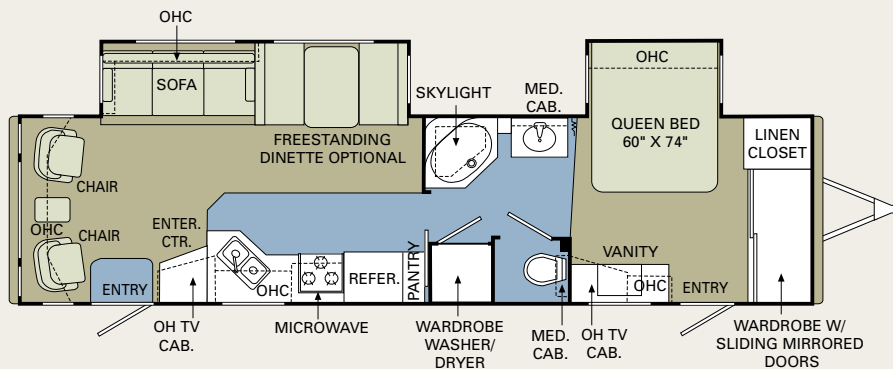 OHC
SOFA
FREESTANDING
DINETTE OPTIONAL
SKYLIGHT
MED.
CAB.
OHC
QUEEN BED
60" X 74"
LINEN
CLOSET
CHAIR
OHC
CHAIR
ENTER.
CTR.
ENTRY
OH TV
CAB.
OHC
MICROWAVE
REFER.
PANTRY
WARDROBE
WASHER/
DRYER
MED.
CAB.
VANITY
OHC
OH TV
CAB.
ENTRY
WARDROBE W/
SLIDING MIRRORED
DOORS